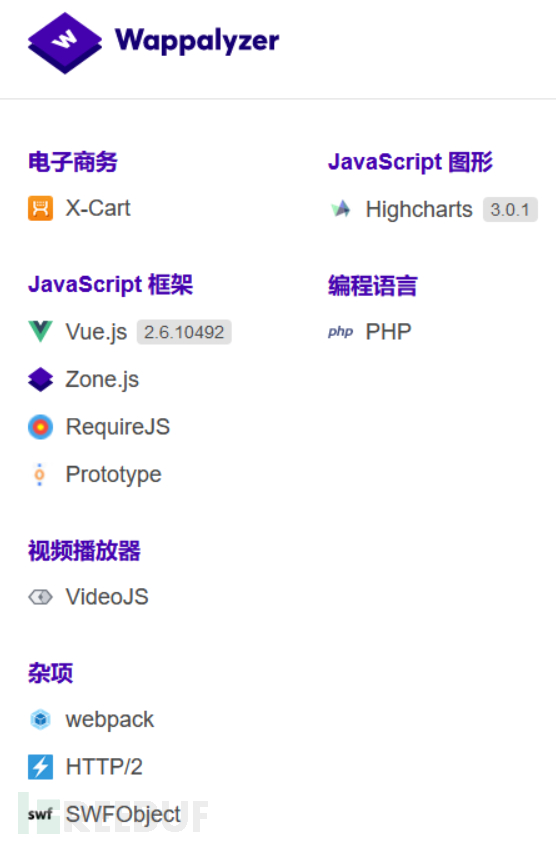 Wappalyzer
电子商务
X-Cart
JavaScript 框架
Vue.js 2.6.10492
Zone.js
RequireJS
Prototype
视频播放器
VideoJS
杂项
webpack
HTTP/2
swf SWFObject
FREEBUF
JavaScript 图形
Highcharts 3.0.1
编程语言
php PHP